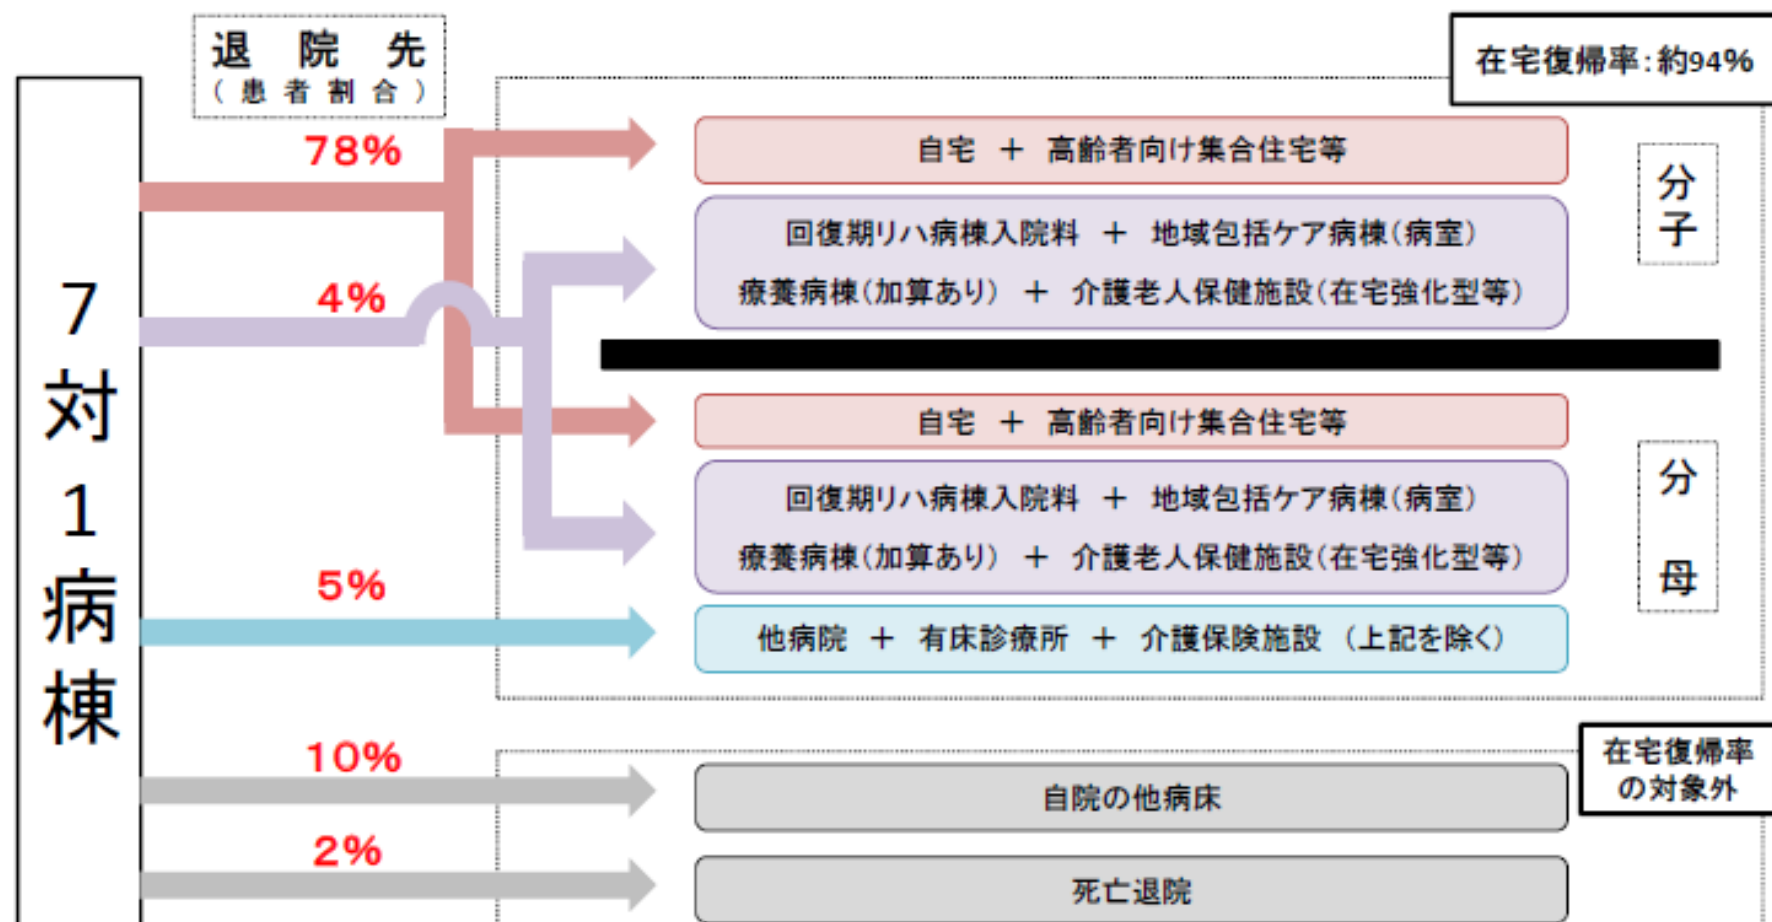 退 院 先
(患者割合)
在宅復帰率:約94%
7対1病棟
78%
自宅 + 高齢者向け集合住宅等
分子
4%
回復期リハ病棟入院料 + 地域包括ケア病棟(病室)
療養病棟(加算あり) + 介護老人保健施設(在宅強化型等)
自宅 + 高齢者向け集合住宅等
分母
回復期リハ病棟入院料 + 地域包括ケア病棟(病室)
療養病棟(加算あり) + 介護老人保健施設(在宅強化型等)
5%
他病院 + 有床診療所 + 介護保険施設 (上記を除く)
在宅復帰率
の対象外
10%
自院の他病床
2%
死亡退院